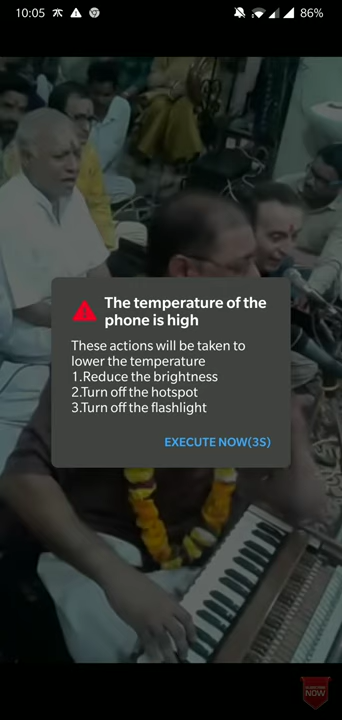 10:05
86%
The temperature of the
phone is high
These actions will be taken to
lower the temperature
1.Reduce the brightness
2.Turn off the hotspot
3.Turn off the flashlight
EXECUTE NOW(3S)
SUBSCRIBE
NOW